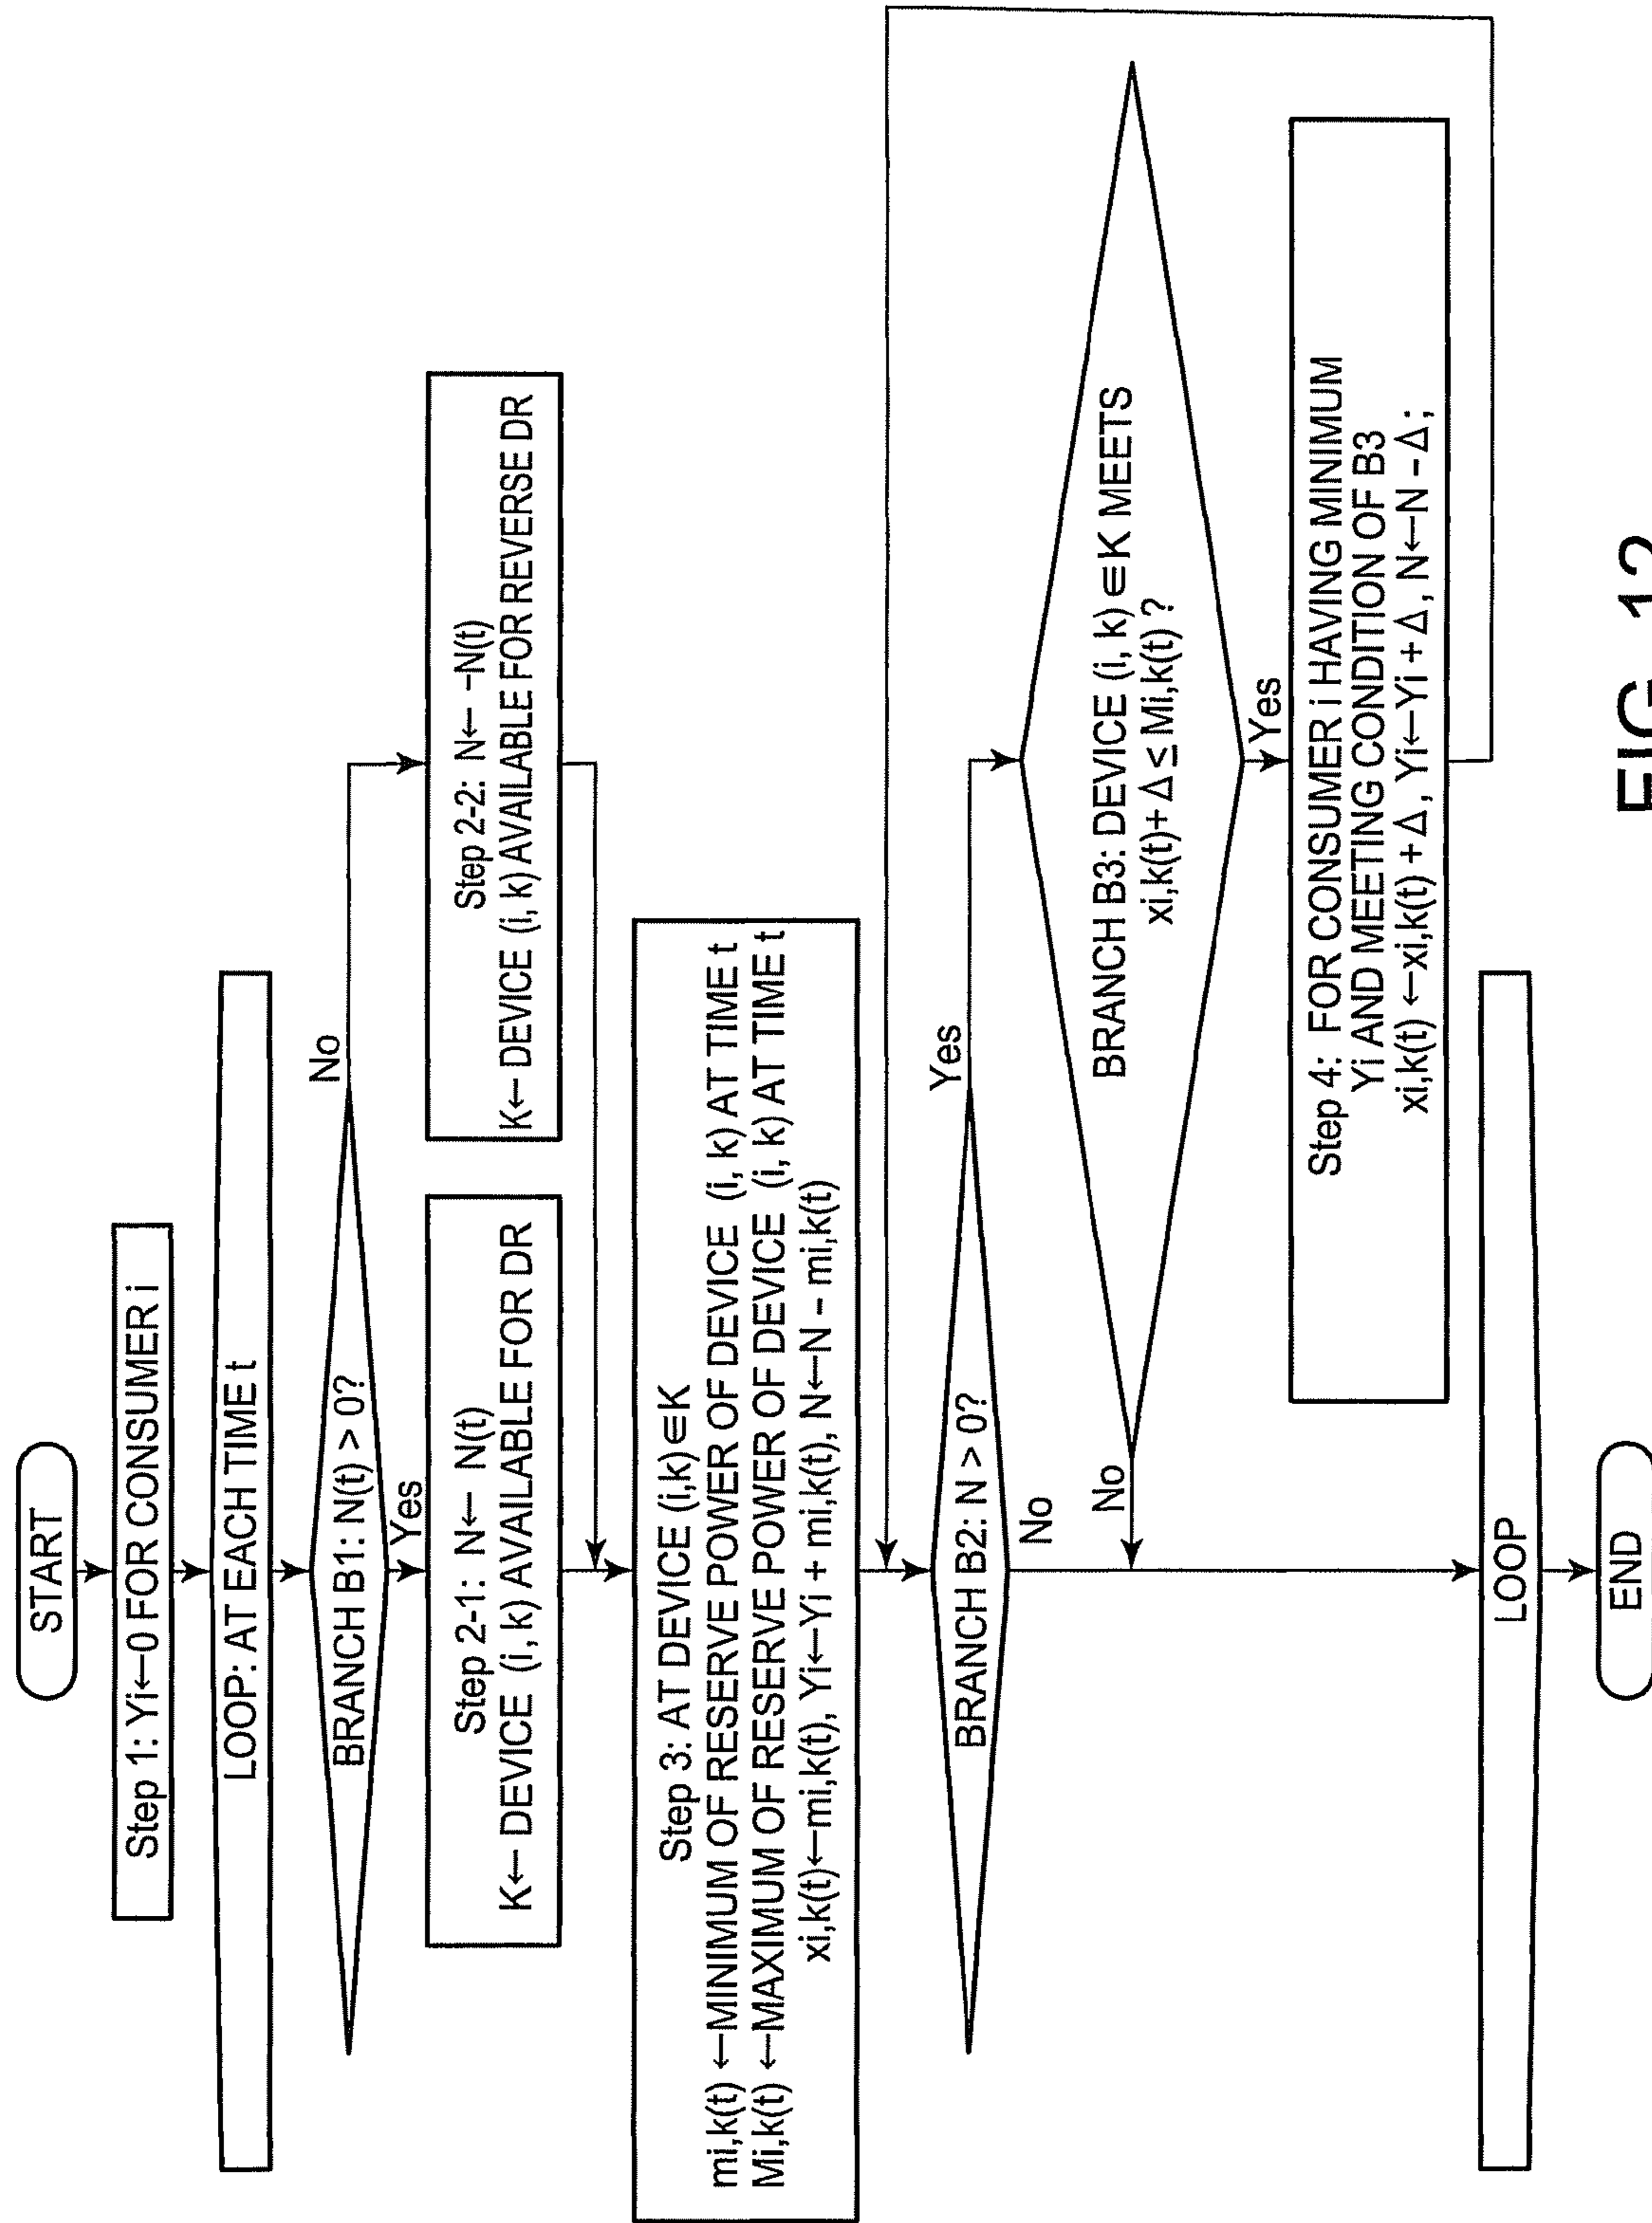 START
Step 1: Yi←0 FOR CONSUMER i
LOOP: AT EACH TIME t
BRANCH B1: N(t) > 0?
No
Yes
Step 2-1: N← N(t)
K← DEVICE (i, k) AVAILABLE FOR DR
Step 2-2: N← −N(t)
K← DEVICE (i, k) AVAILABLE FOR REVERSE DR
Step 3: AT DEVICE (i,k)∈K
mi,k(t) ←MINIMUM OF RESERVE POWER OF DEVICE (i, k) AT TIME t
Mi,k(t) ←MAXIMUM OF RESERVE POWER OF DEVICE (i, k) AT TIME t
xi,k(t)←mi,k(t), Yi←Yi + mi,k(t), N←N − mi,k(t)
BRANCH B2: N > 0?
Yes
No
BRANCH B3: DEVICE (i, k) ∈K MEETS
xi,k(t)+ Δ ≤ Mi,k(t) ?
No
Yes
Step 4: FOR CONSUMER i HAVING MINIMUM
Yi AND MEETING CONDITION OF B3
xi,k(t) ←xi,k(t) + Δ, Yi←Yi + Δ, N←N − Δ;
LOOP
END
FIG. 12